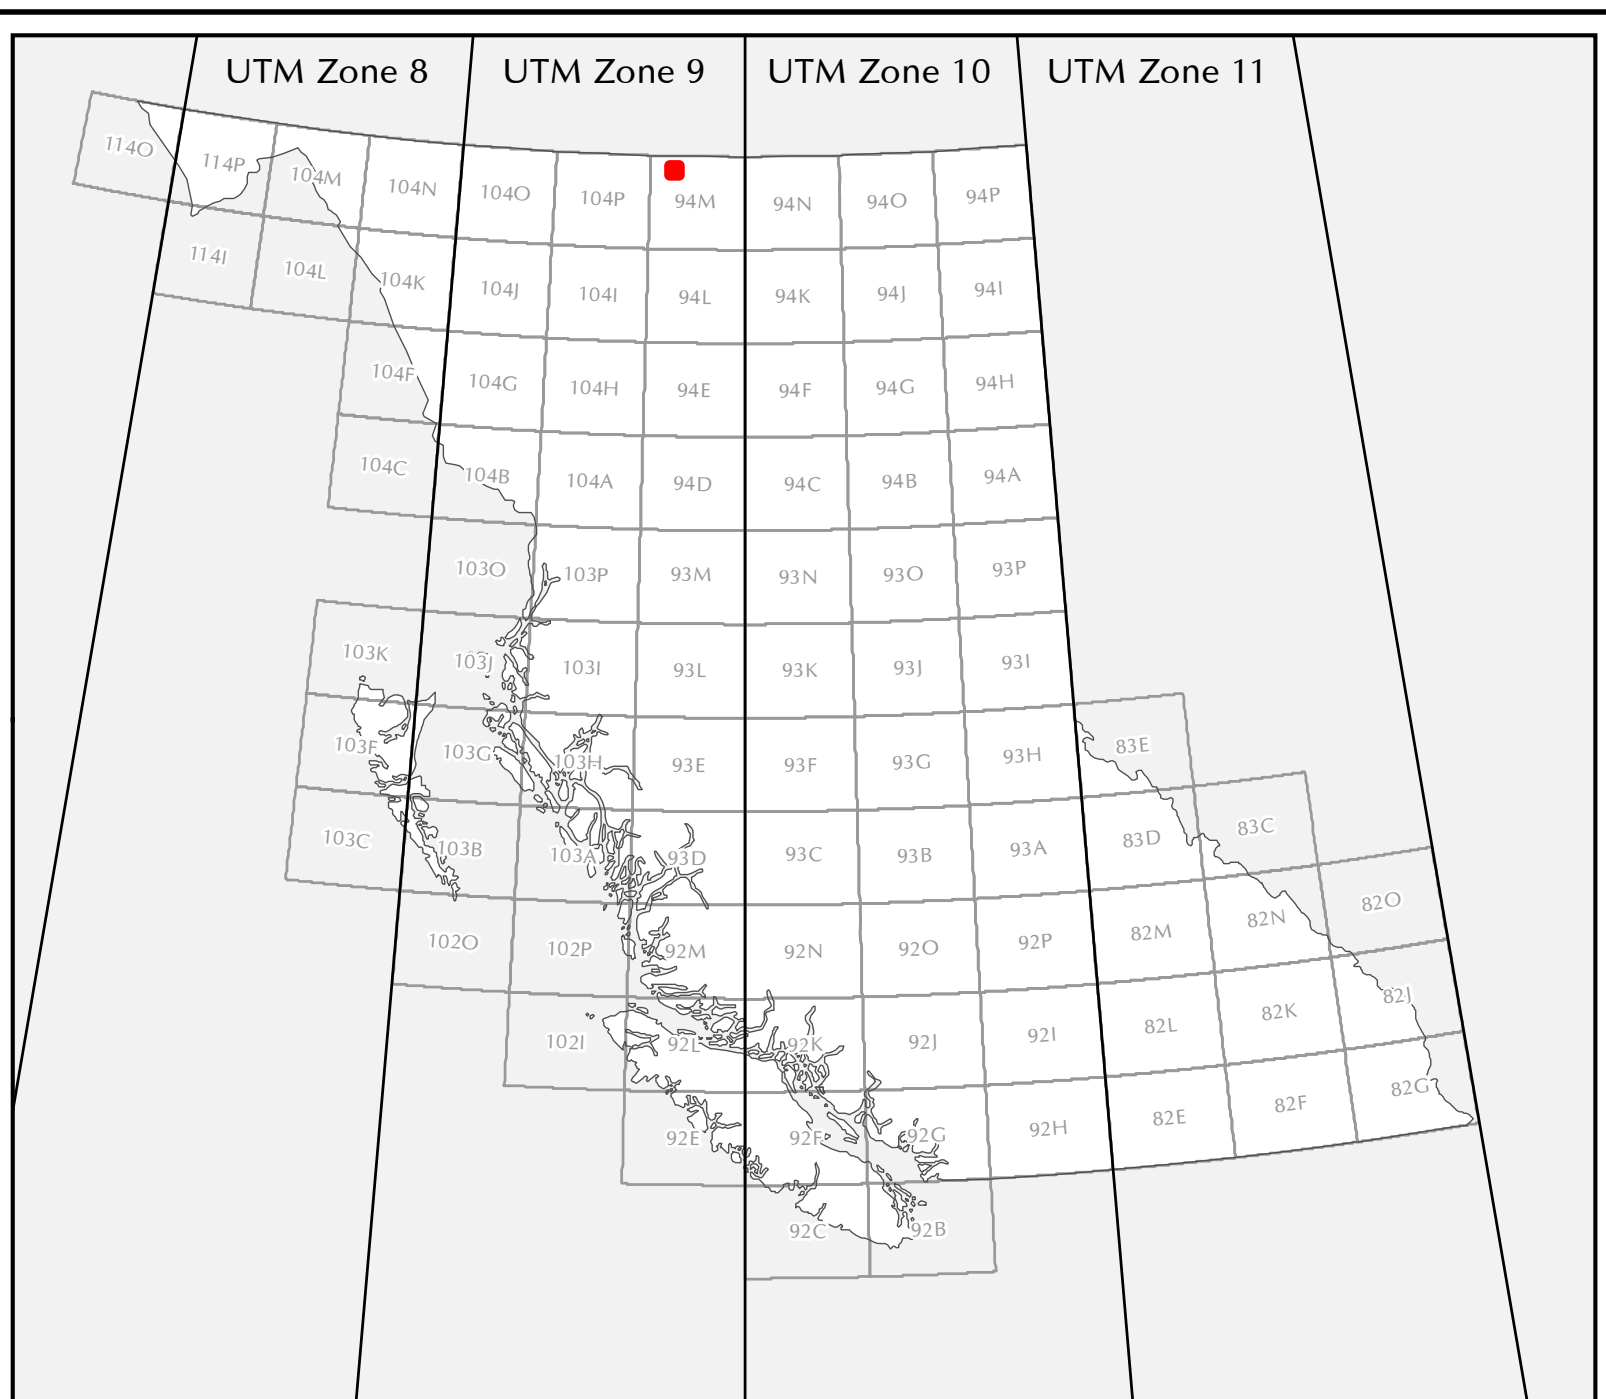 UTM Zone 8 UTM Zone 9 UTM Zone 10 UTM Zone 11
114O 114P 104M 104N 104O 104P 94M 94N 94O 94P
114I 104L 104K 104J 104I 94L 94K 94J 94I
104F 104G 104H 94E 94F 94G 94H
104C 104B 104A 94D 94C 94B 94A
103O 103P 93M 93N 93O 93P
103K 103J 103I 93L 93K 93J 93I
103F 103G 103H 93E 93F 93G 93H 83E
103C 103B 103A 93D 93C 93B 93A 83D 83C
102O 102P 92M 92N 92O 92P 82M 82N 82O
102I 92L 92K 92J 92I 82L 82K 82J
92E 92F 92G 92H 82E 82F 82G
92C 92B